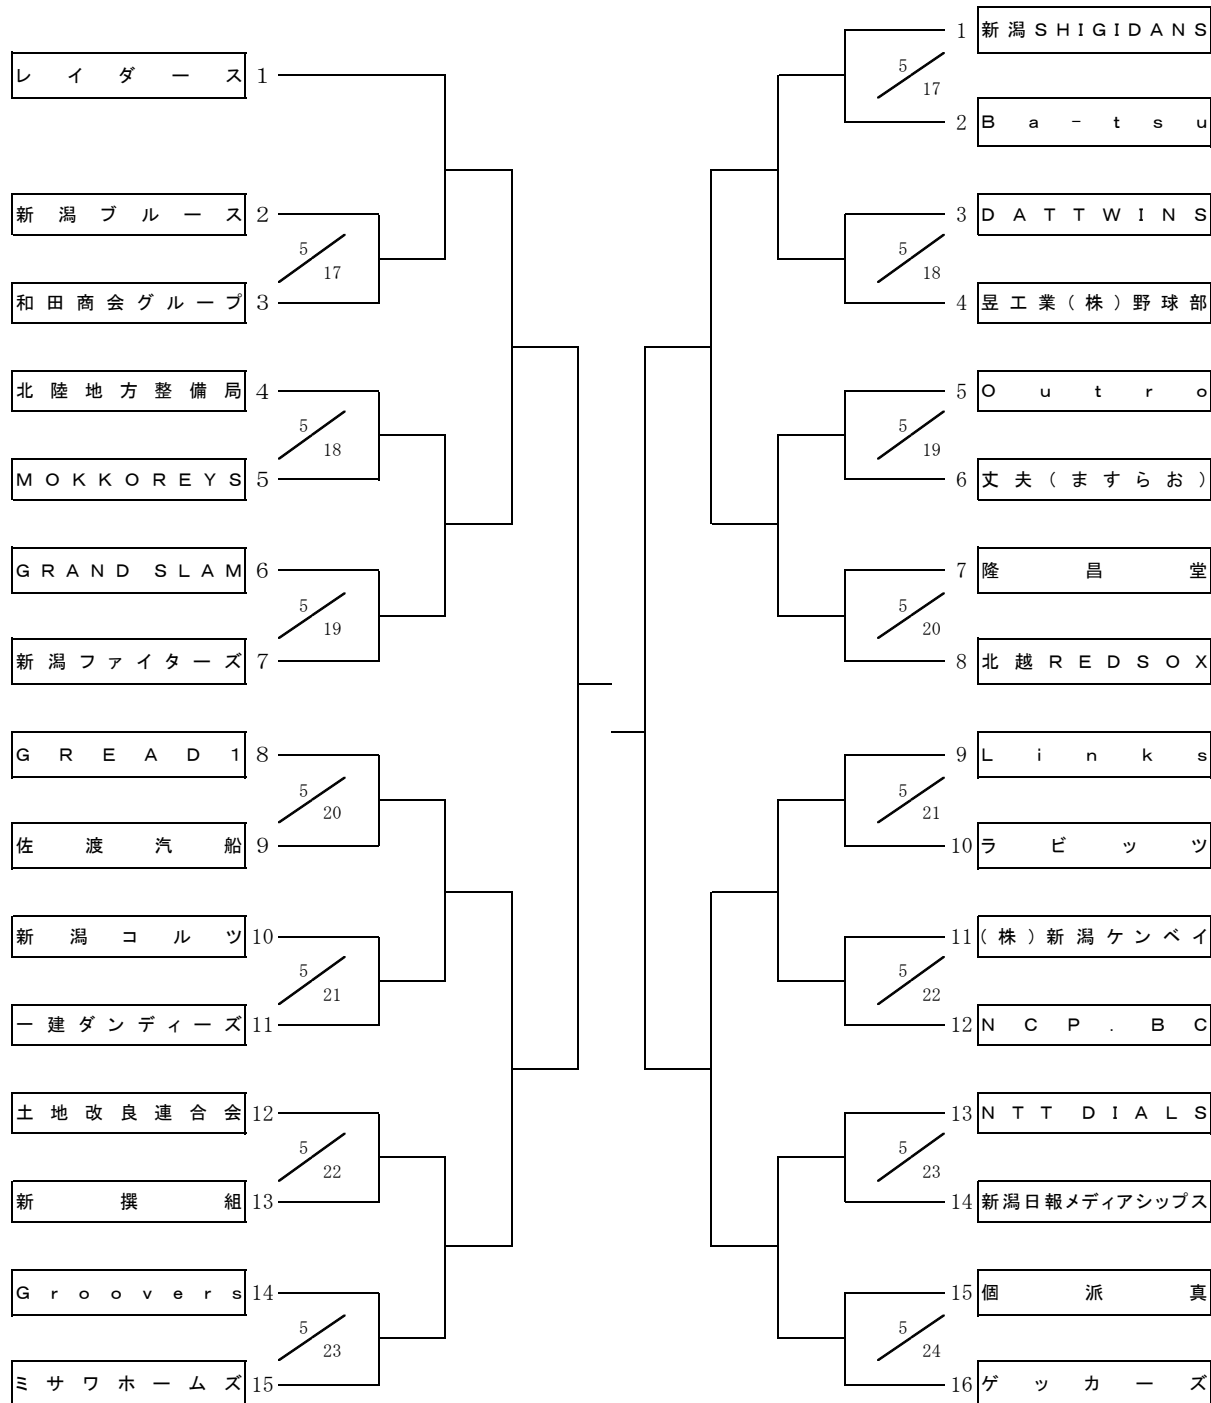 レイダース 1
新潟ブルース 2
5/17
和田商会グループ 3
北陸地方整備局 4
5/18
MOKKOREYS 5
GRAND SLAM 6
5/19
新潟ファイターズ 7
GREAD1 8
5/20
佐渡汽船 9
新潟コルツ 10
5/21
一建ダンディーズ 11
土地改良連合会 12
5/22
新撰組 13
Groovers 14
5/23
ミサワホームズ 15
1 新潟SHIGIDANS
5/17
2 Ba-tsu
3 DATTWINS
5/18
4 昱工業(株)野球部
5 Outro
5/19
6 丈夫(ますらお)
7 隆昌堂
5/20
8 北越REDSOX
9 Links
5/21
10 ラビッツ
11 (株)新潟ケンベイ
5/22
12 NCP.BC
13 NTT DIALS
5/23
14 新潟日報メディアシップス
15 個派真
5/24
16 ゲッカーズ